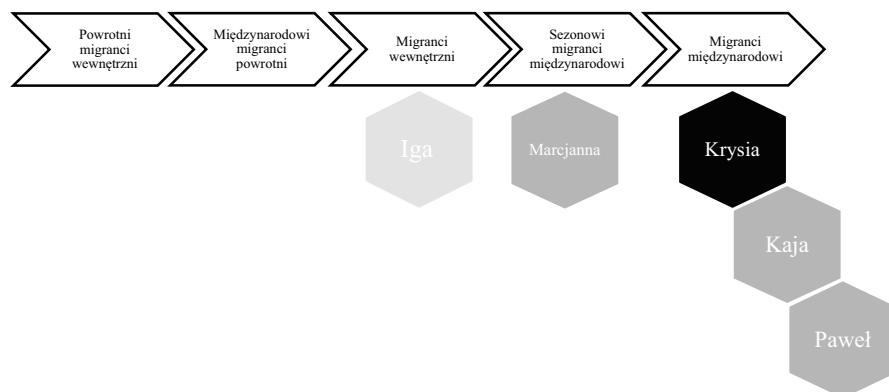 Powrotni
migranci
wewnętrzni
Międzynarodowi
migranci
powrotni
Migranci
wewnętrzni
Sezonowi
migranci
międzynarodowi
Migranci
międzynarodowi
Iga
Marcjanna
Krysia
Kaja
Paweł